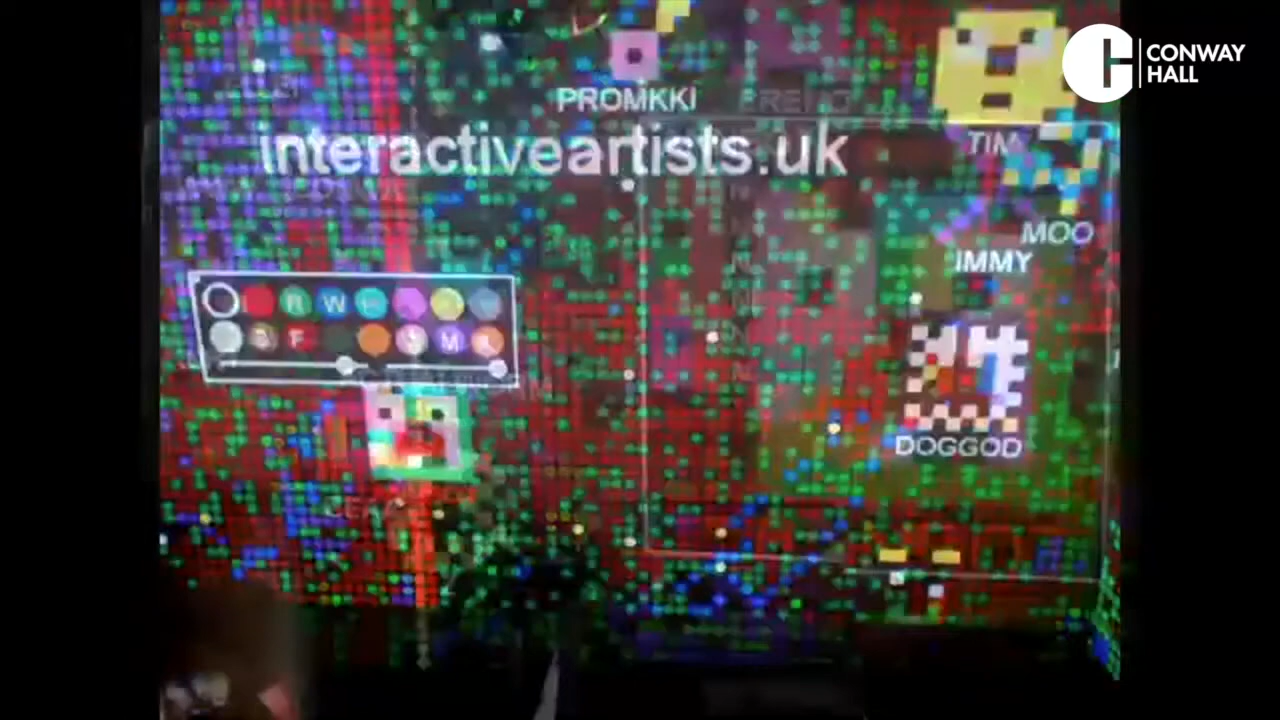 CONWAY
HALL
PROMKKI
interactiveartists.uk
TIM
MOO
IMMY
R W
F
M
DOGGOD